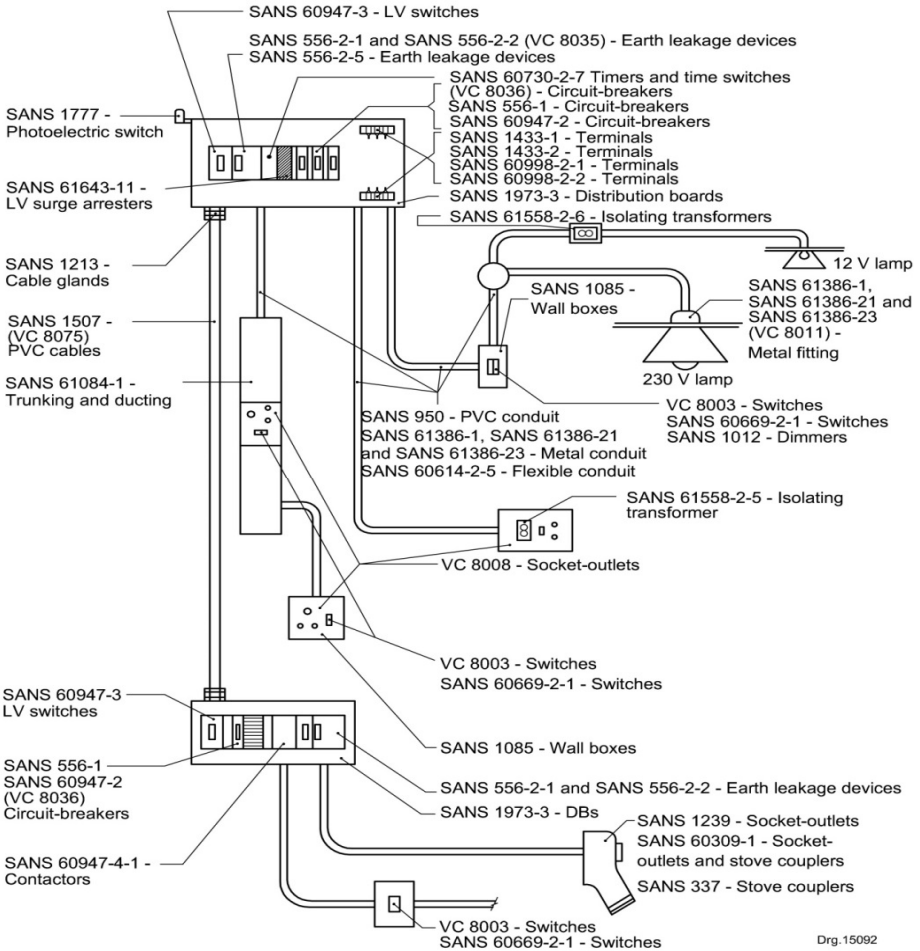 SANS 60947-3 - LV switches
SANS 556-2-1 and SANS 556-2-2 (VC 8035) - Earth leakage devices
SANS 556-2-5 - Earth leakage devices
SANS 60730-2-7 Timers and time switches
(VC 8036) - Circuit-breakers
SANS 556-1 - Circuit-breakers
SANS 60947-2 - Circuit-breakers
SANS 1433-1 - Terminals
SANS 1433-2 - Terminals
SANS 60998-2-1 - Terminals
SANS 60998-2-2 - Terminals
SANS 1973-3 - Distribution boards
SANS 61558-2-6 - Isolating transformers
SANS 1777 -
Photoelectric switch
SANS 61643-11 -
LV surge arresters
SANS 1213 -
Cable glands
SANS 1507 -
(VC 8075)
PVC cables
SANS 61084-1 -
Trunking and ducting
12 V lamp
SANS 1085 -
Wall boxes
SANS 61386-1,
SANS 61386-21 and
SANS 61386-23
(VC 8011) -
Metal fitting
230 V lamp
VC 8003 - Switches
SANS 60669-2-1 - Switches
SANS 1012 - Dimmers
SANS 950 - PVC conduit
SANS 61386-1, SANS 61386-21
and SANS 61386-23 - Metal conduit
SANS 60614-2-5 - Flexible conduit
SANS 61558-2-5 - Isolating
transformer
VC 8008 - Socket-outlets
VC 8003 - Switches
SANS 60669-2-1 - Switches
SANS 60947-3
LV switches
SANS 1085 - Wall boxes
SANS 556-1
SANS 60947-2
(VC 8036)
Circuit-breakers
SANS 556-2-1 and SANS 556-2-2 - Earth leakage devices
SANS 1973-3 - DBs
SANS 1239 - Socket-outlets
SANS 60309-1 - Socket-
outlets and stove couplers
SANS 337 - Stove couplers
SANS 60947-4-1 -
Contactors
VC 8003 - Switches
SANS 60669-2-1 - Switches
Drg.15092